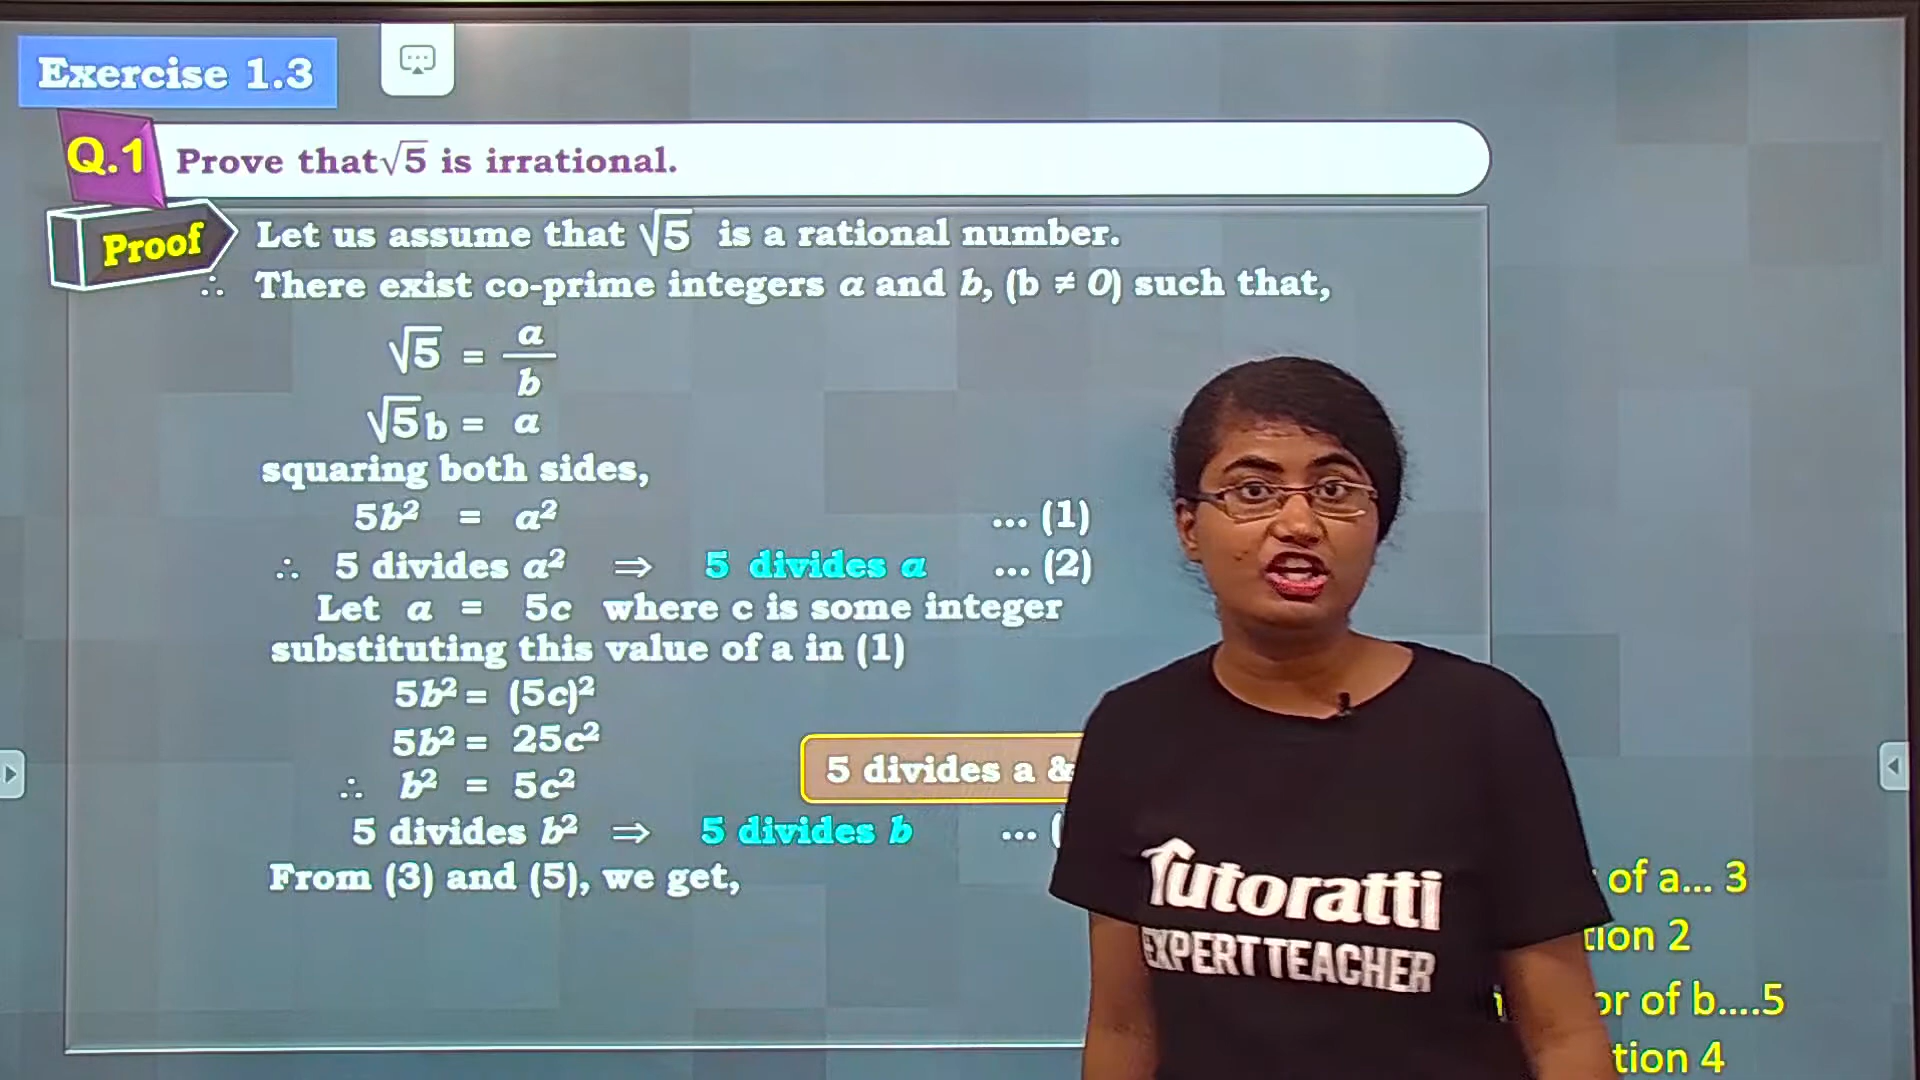 Exercise 1.3
Q.1 Prove that √5 is irrational.
Proof Let us assume that √5 is a rational number.
∴ There exist co-prime integers a and b, (b ≠ 0) such that,
√5 = a/b
√5 b = a
squaring both sides,
5b² = a² ... (1)
∴ 5 divides a² ⇒ 5 divides a ... (2)
Let a = 5c where c is some integer
substituting this value of a in (1)
5b² = (5c)²
5b² = 25c²
∴ b² = 5c²
5 divides a &
5 divides b² ⇒ 5 divides b ... (
From (3) and (5), we get,
of a... 3
tion 2
or of b....5
tion 4
Tutoratti
EXPERT TEACHER